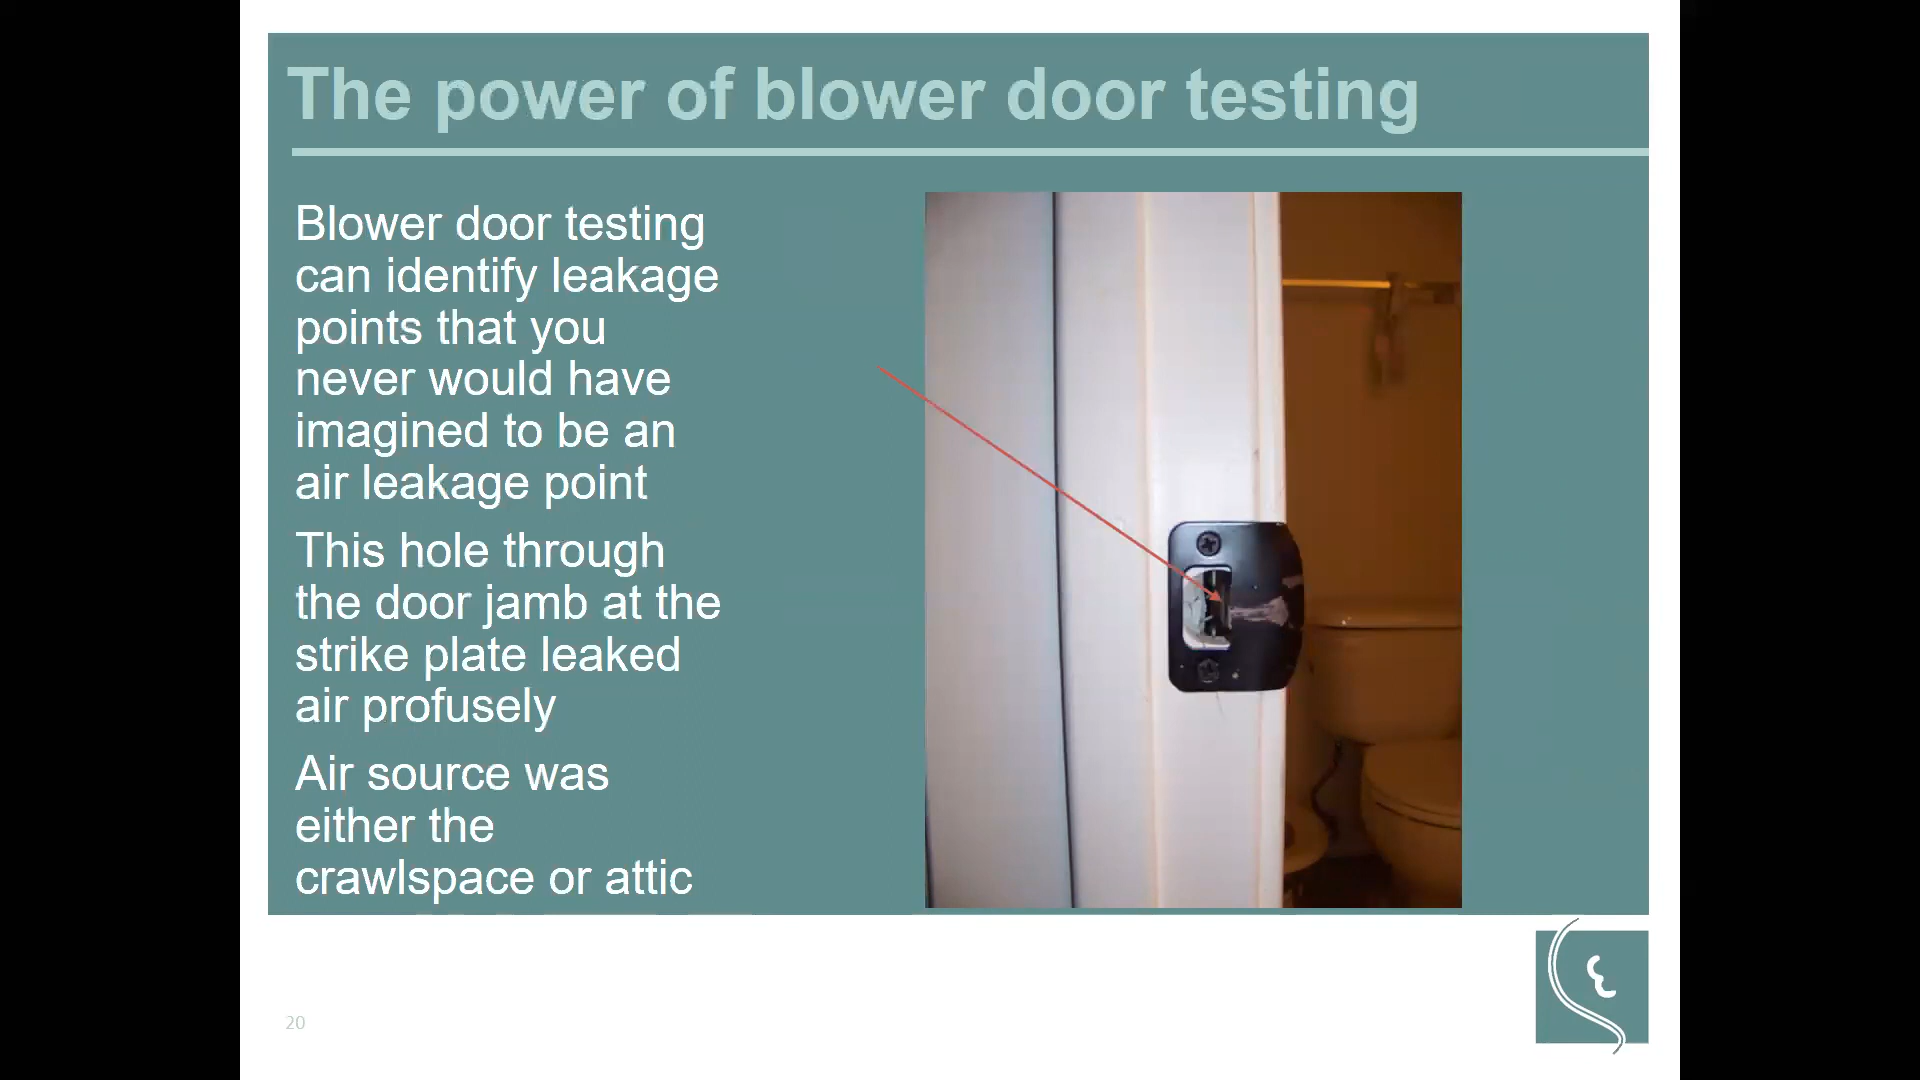 The power of blower door testing
Blower door testing
can identify leakage
points that you
never would have
imagined to be an
air leakage point
This hole through
the door jamb at the
strike plate leaked
air profusely
Air source was
either the
crawlspace or attic
20